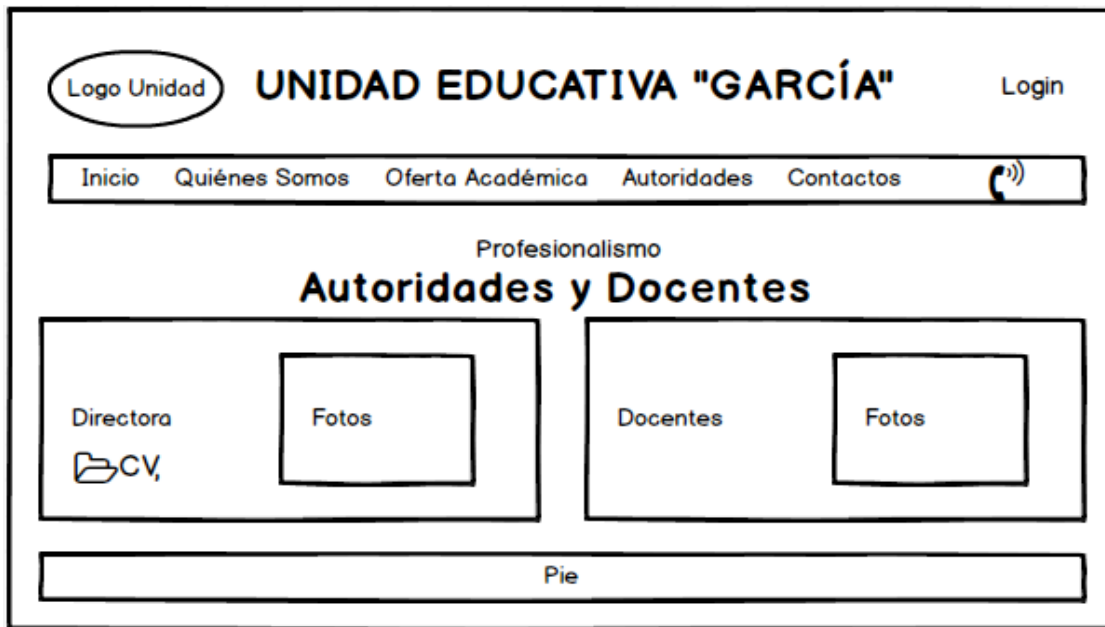 Logo Unidad UNIDAD EDUCATIVA "GARCÍA" Login
Inicio Quiénes Somos Oferta Académica Autoridades Contactos
Profesionalismo
Autoridades y Docentes
Directora Fotos Docentes Fotos
CV,
Pie